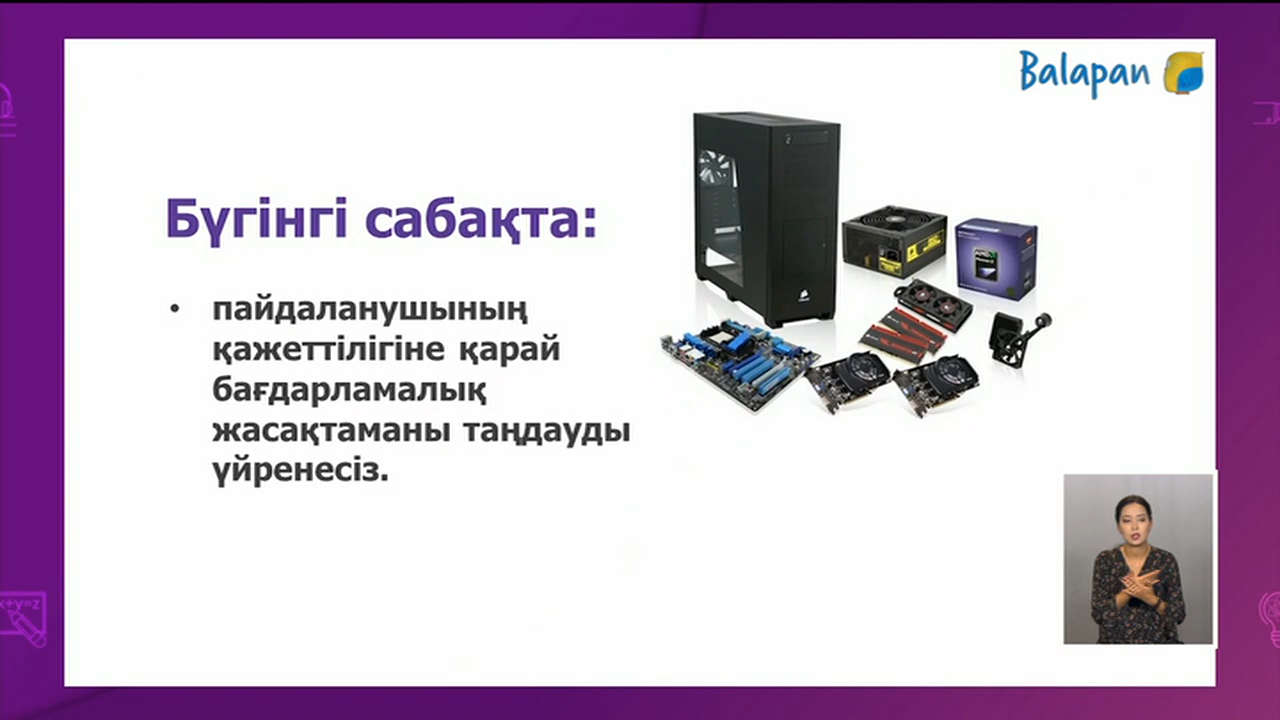 Balapan
Бүгінгі сабақта:
• пайдаланушының
қажеттілігіне қарай
бағдарламалық
жасақтаманы таңдауды
үйренесіз.
x+y=z